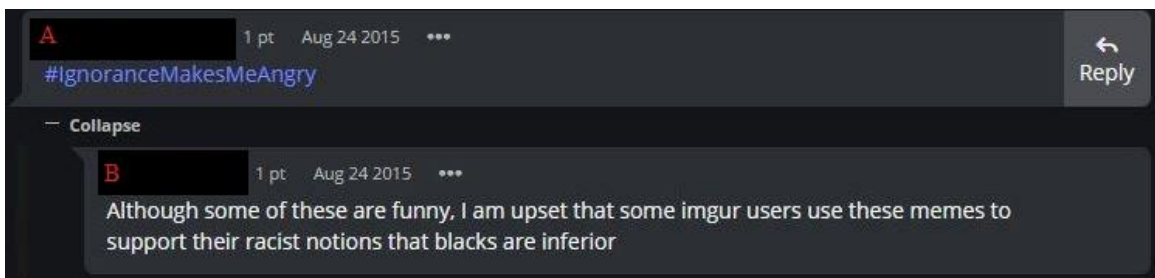 A 1 pt Aug 24 2015 •••
#IgnoranceMakesMeAngry
Reply
— Collapse
B 1 pt Aug 24 2015 •••
Although some of these are funny, I am upset that some imgur users use these memes to
support their racist notions that blacks are inferior